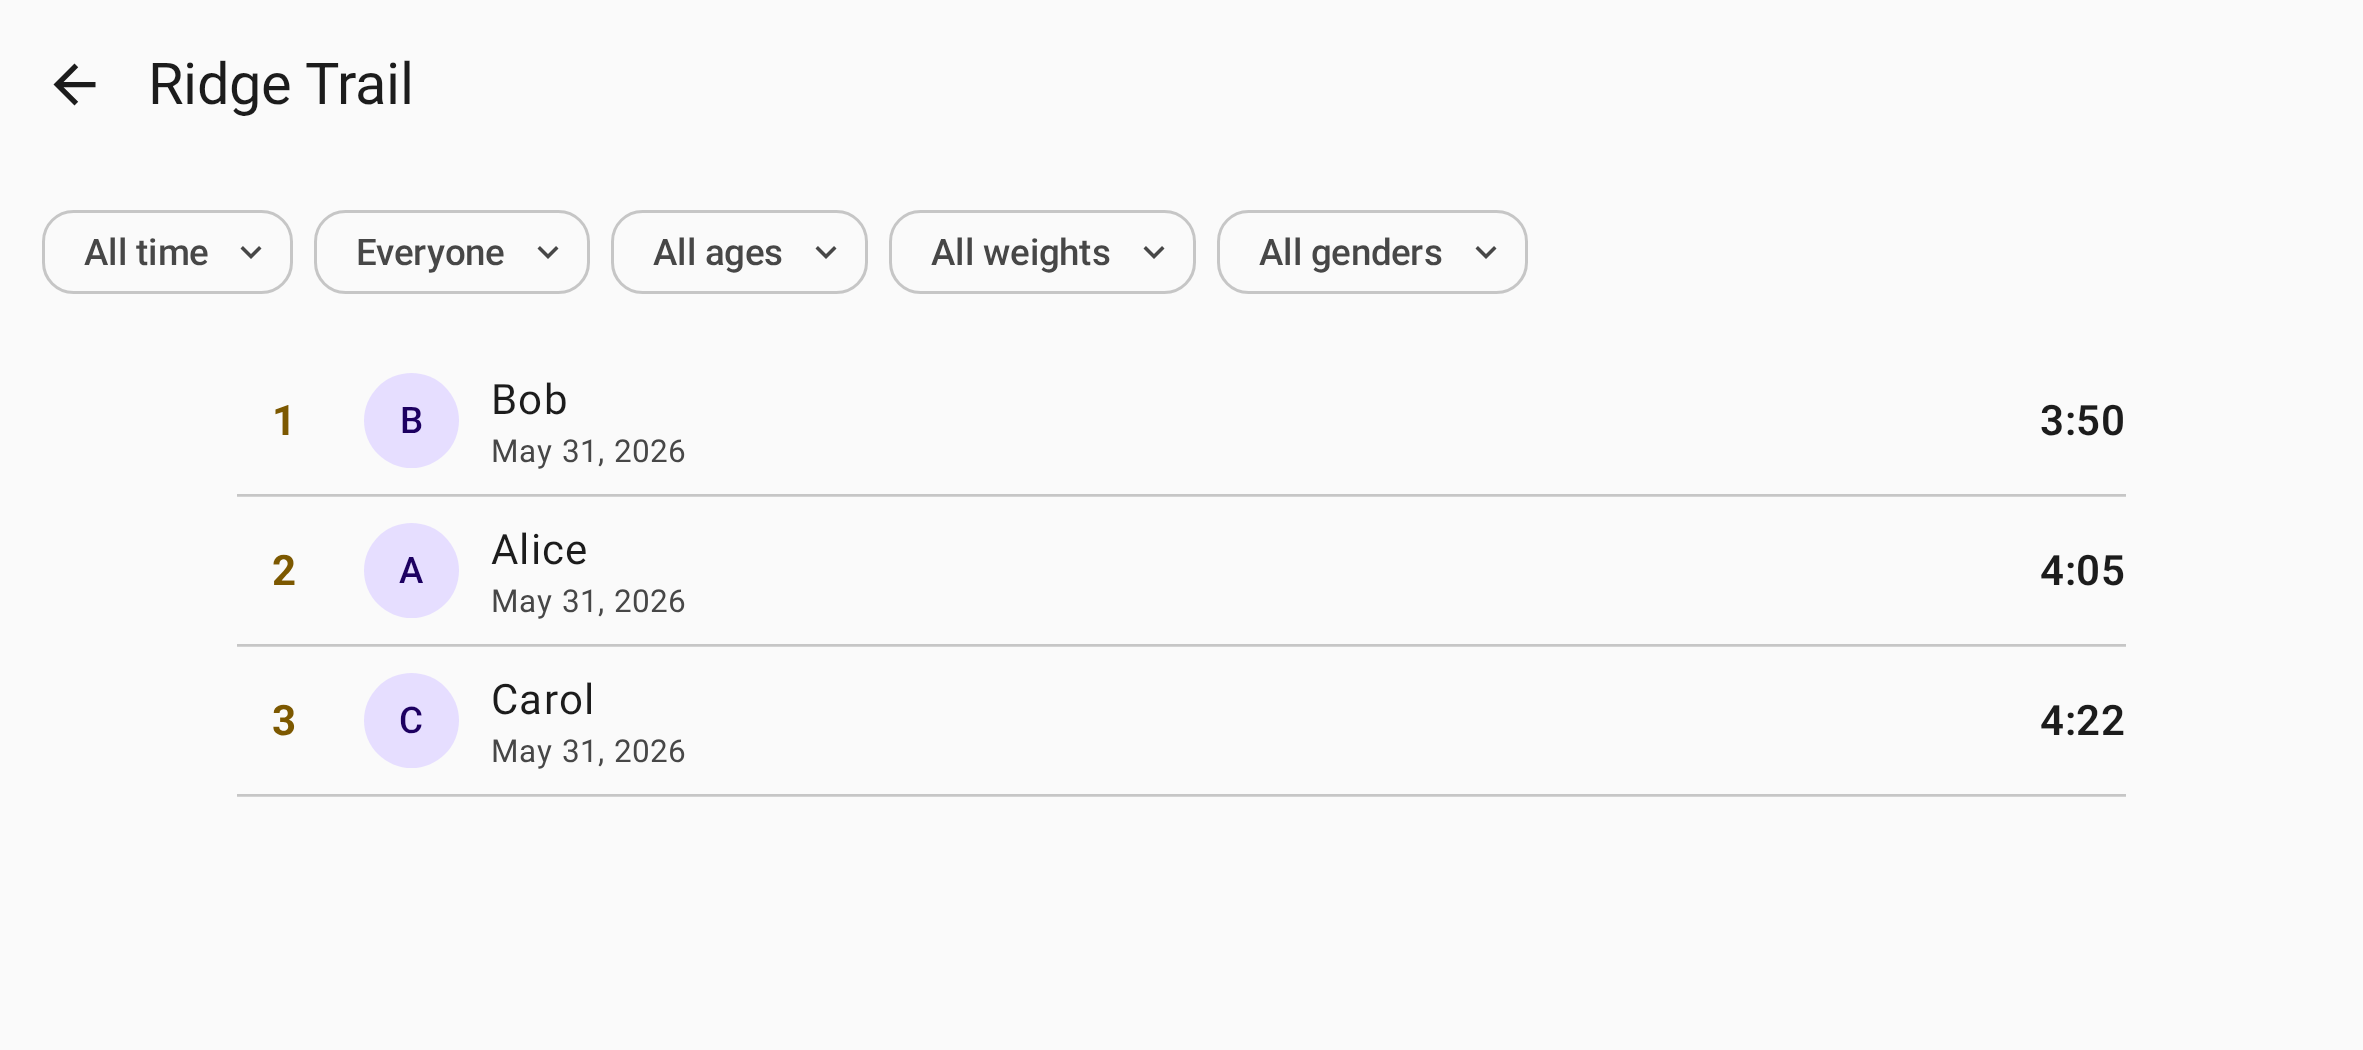 Ridge Trail
All time Everyone All ages All weights All genders
1 B Bob 3:50
May 31, 2026
2 A Alice 4:05
May 31, 2026
3 C Carol 4:22
May 31, 2026